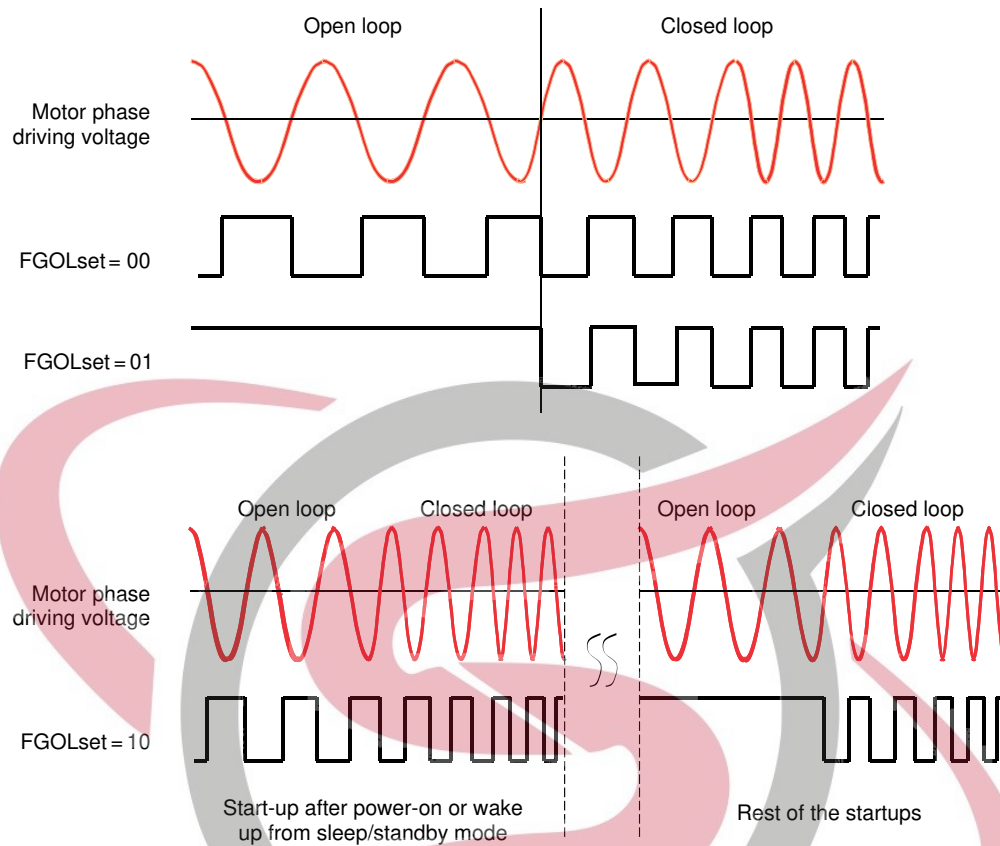 Open loop
Closed loop
Motor phase
driving voltage
FGOLset = 00
FGOLset = 01
Open loop
Closed loop
Open loop
Closed loop
Motor phase
driving voltage
FGOLset = 10
Start-up after power-on or wake
up from sleep/standby mode
Rest of the startups